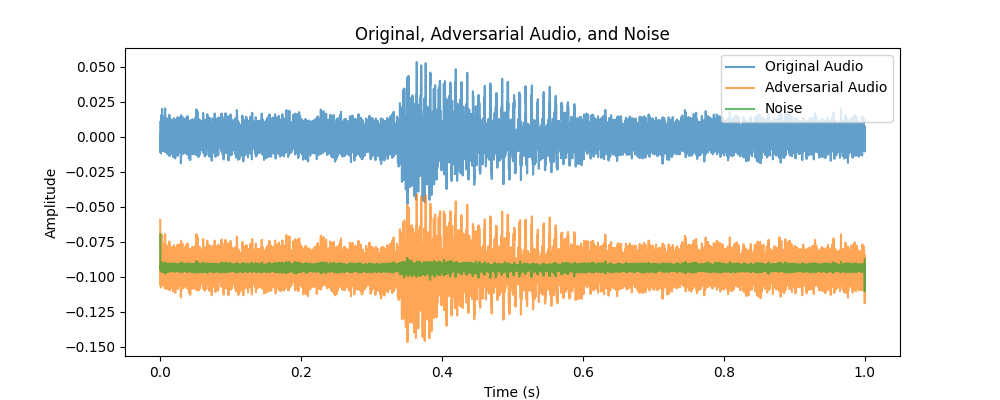 Original, Adversarial Audio, and Noise
Original Audio
Adversarial Audio
Noise
Amplitude
0.050
0.025
0.000
−0.025
−0.050
−0.075
−0.100
−0.125
−0.150
0.0 0.2 0.4 0.6 0.8 1.0
Time (s)